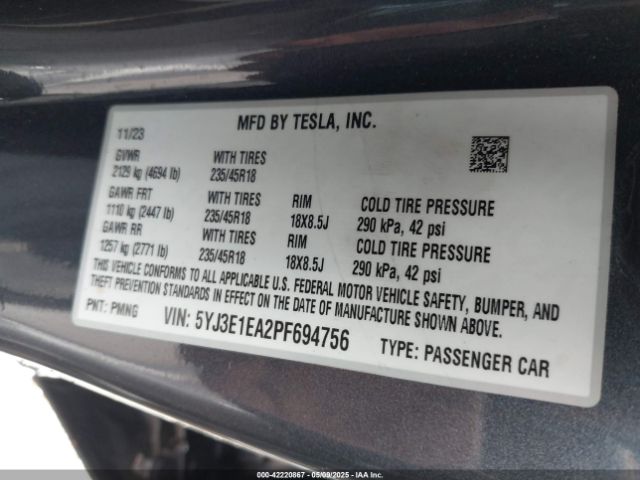 MFD BY TESLA, INC.
11/23
GVWR WITH TIRES
2129 kg (4694 lb) 235/45R18
GAWR FRT WITH TIRES RIM COLD TIRE PRESSURE
1110 kg (2447 lb) 235/45R18 18X8.5J 290 kPa, 42 psi
GAWR RR WITH TIRES RIM COLD TIRE PRESSURE
1257 kg (2771 lb) 235/45R18 18X8.5J 290 kPa, 42 psi
THIS VEHICLE CONFORMS TO ALL APPLICABLE U.S. FEDERAL MOTOR VEHICLE SAFETY, BUMPER, AND
THEFT PREVENTION STANDARDS IN EFFECT ON THE DATE OF MANUFACTURE SHOWN ABOVE.
PNT: PMNG VIN: 5YJ3E1EA2PF694756 TYPE: PASSENGER CAR
000-42220867 - 05/09/2025 - IAA Inc.